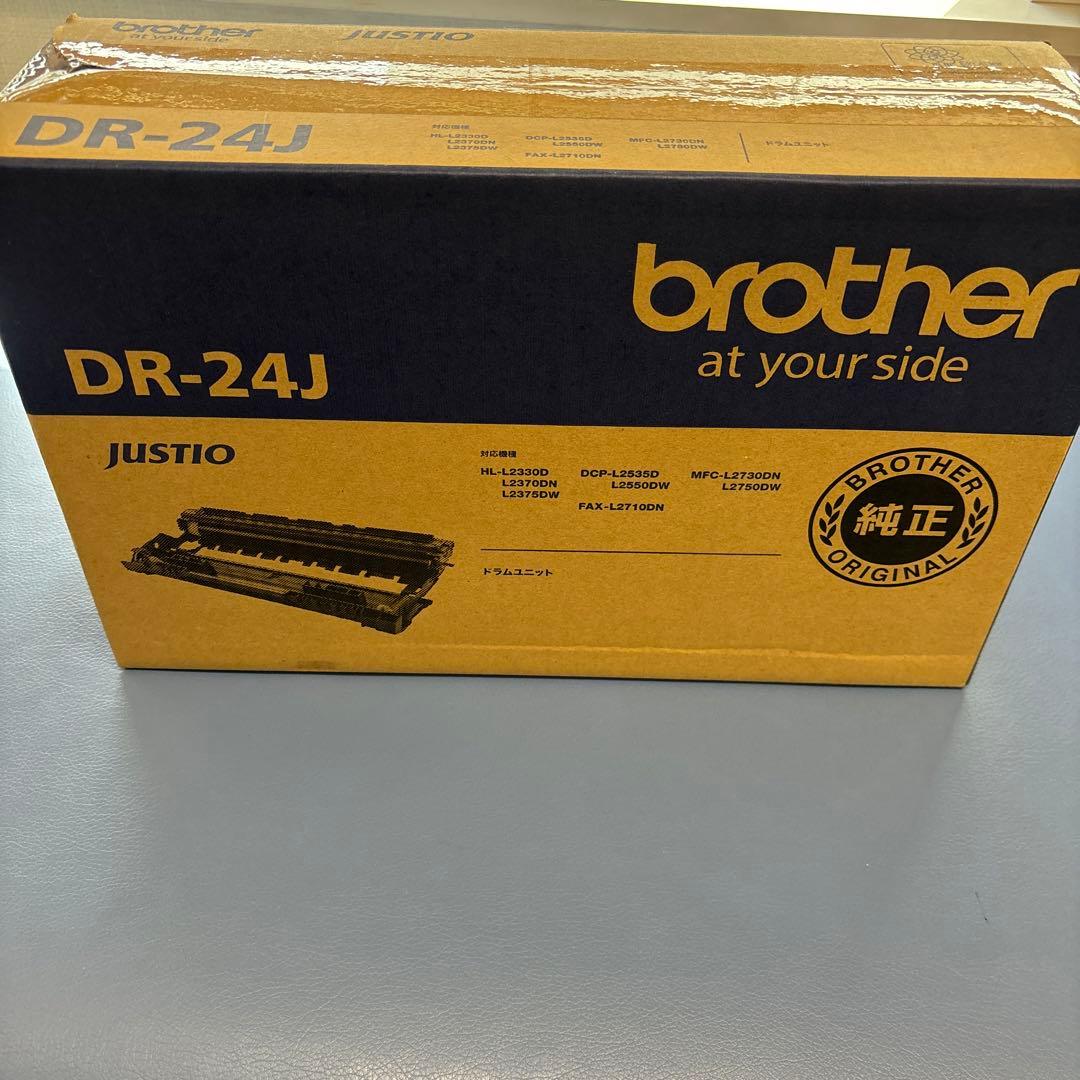 brother
at your side
JUSTIO
DR-24J
対応機種
HL-L2330D
L2370DN
L2375DW
DCP-L2535D
L2550DW
FAX-L2710DN
MFC-L2730DN
L2750DW
ドラムユニット
brother
at your side
DR-24J
JUSTIO
対応機種
HL-L2330D
L2370DN
L2375DW
DCP-L2535D
L2550DW
FAX-L2710DN
MFC-L2730DN
L2750DW
ドラムユニット
BROTHER
純正
ORIGINAL